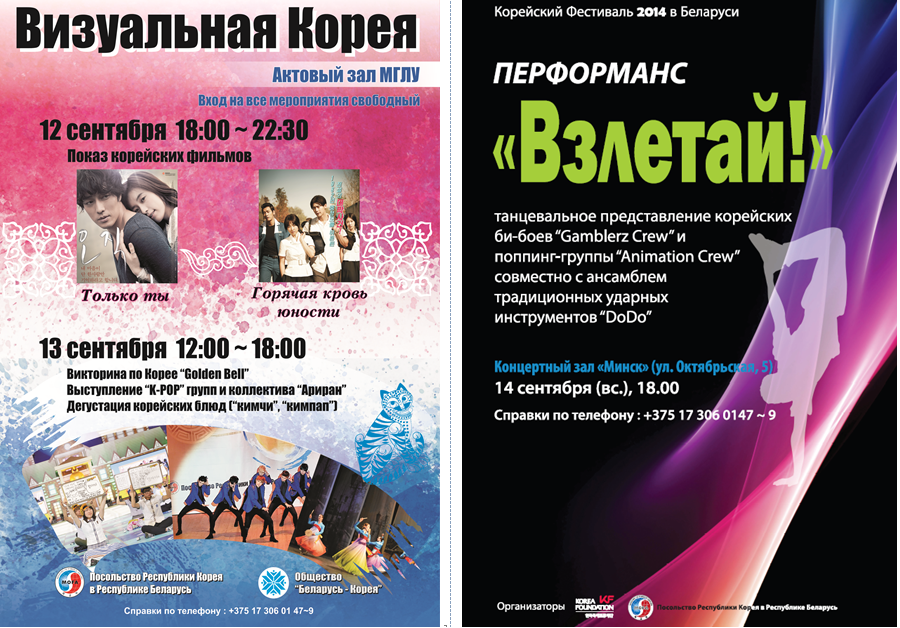 Визуальная Корея
Актовый зал МГЛУ
Вход на все мероприятия свободный
12 сентября 18:00 ~ 22:30
Показ корейских фильмов
Только ты
Горячая кровь
юности
13 сентября 12:00 ~ 18:00
Викторина по Корее “Golden Bell”
Выступление “K-POP” групп и коллектива “Ариран”
Дегустация корейских блюд (“кимчи”, “кимпап”)
MOFA
Посольство Республики Корея
в Республике Беларусь
Общество
“Беларусь - Корея”
Справки по телефону : +375 17 306 01 47~9
Корейский Фестиваль 2014 в Беларуси
ПЕРФОРМАНС
«Взлетай!»
танцевальное представление корейских
би-боев “Gamblerz Crew” и
поппинг-группы “Animation Crew”
совместно с ансамблем
традиционных ударных
инструментов “DoDo”
Концертный зал «Минск» (ул. Октябрьская, 5)
14 сентября (вс.), 18.00
Справки по телефону : +375 17 306 0147 ~ 9
Организаторы
KOREA KF
FOUNDATION
Посольство Республики Корея в Республике Беларусь